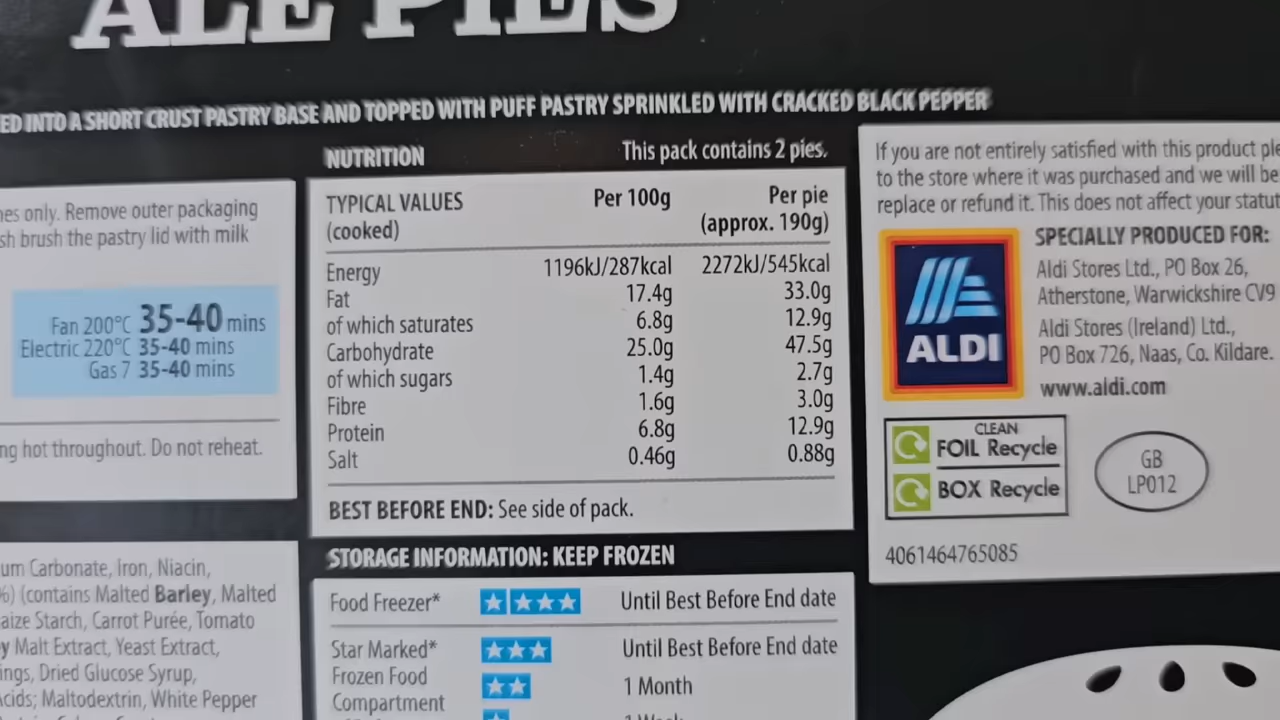 ALE PIES
ED INTO A SHORT CRUST PASTRY BASE AND TOPPED WITH PUFF PASTRY SPRINKLED WITH CRACKED BLACK PEPPER
only. Remove outer packaging
brush the pastry lid with milk
Fan 200°C 35-40 mins
Electric 220°C 35-40 mins
Gas 7 35-40 mins
hot throughout. Do not reheat.
NUTRITION This pack contains 2 pies.
TYPICAL VALUES Per 100g Per pie
(cooked) (approx. 190g)
Energy 1196kJ/287kcal 2272kJ/545kcal
Fat 17.4g 33.0g
of which saturates 6.8g 12.9g
Carbohydrate 25.0g 47.5g
of which sugars 1.4g 2.7g
Fibre 1.6g 3.0g
Protein 6.8g 12.9g
Salt 0.46g 0.88g
BEST BEFORE END: See side of pack.
STORAGE INFORMATION: KEEP FROZEN
Food Freezer* Until Best Before End date
Star Marked* Until Best Before End date
Frozen Food
Compartment 1 Month
1 Week
If you are not entirely satisfied with this product
to the store where it was purchased and we will be
replace or refund it. This does not affect your
SPECIALLY PRODUCED FOR:
Aldi Stores Ltd., PO Box 26,
Atherstone, Warwickshire CV9
Aldi Stores (Ireland) Ltd.,
PO Box 726, Naas, Co. Kildare.
www.aldi.com
ALDI
CLEAN
FOIL Recycle
BOX Recycle
GB
LP012
4061464765085
um Carbonate, Iron, Niacin,
%) (contains Malted Barley, Malted
aize Starch, Carrot Purée, Tomato
y Malt Extract, Yeast Extract,
ings, Dried Glucose Syrup,
Acids; Maltodextrin, White Pepper